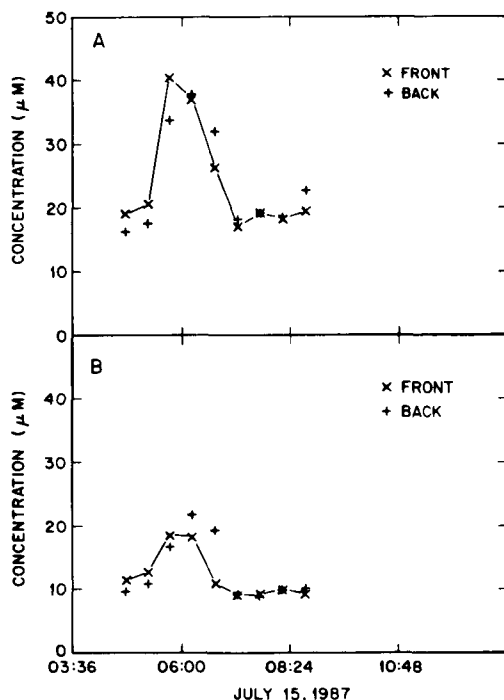 A
× FRONT
+ BACK
CONCENTRATION (μM)
50
40
30
20
10
0
B
× FRONT
+ BACK
CONCENTRATION (μM)
40
30
20
10
0
03:36 06:00 08:24 10:48
JULY 15, 1987